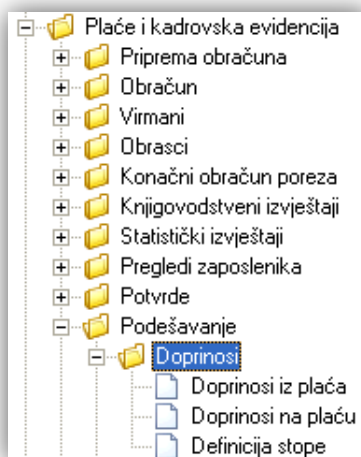 Plaće i kadrovska evidencija
Priprema obračuna
Obračun
Virmani
Obrasci
Konačni obračun poreza
Knjigovodstveni izvještaji
Statistički izvještaji
Pregledi zaposlenika
Potvrde
Podešavanje
Doprinosi
Doprinosi iz plaća
Doprinosi na plaću
Definicija stope